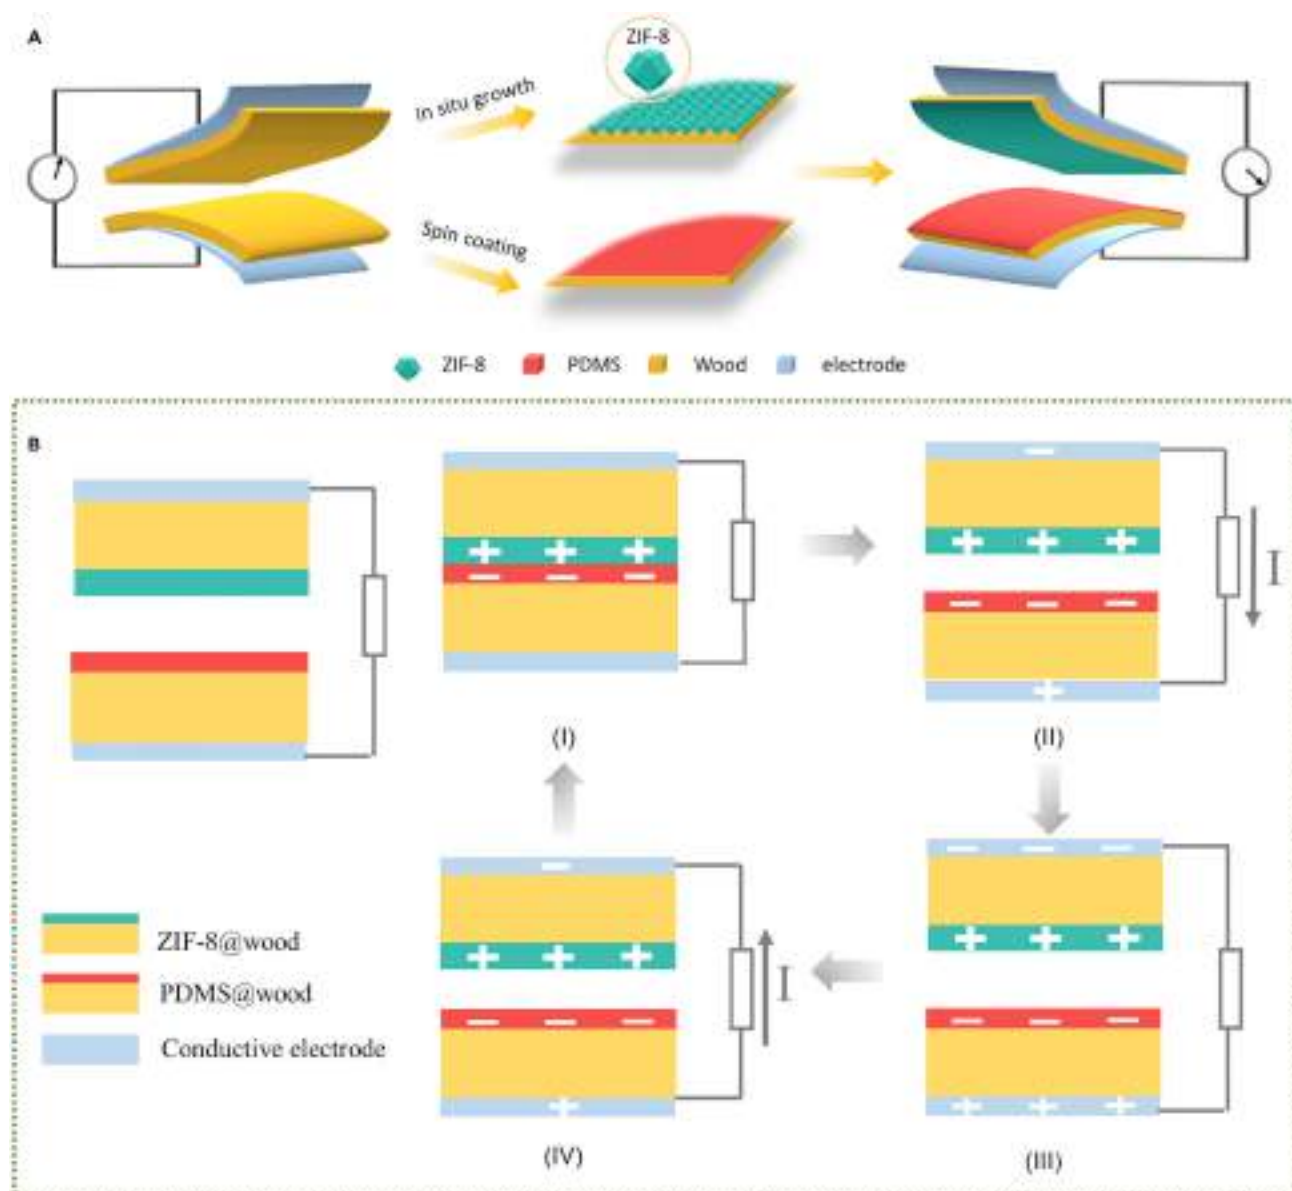 A
ZIF-8
In situ growth
Spin coating
ZIF-8 PDMS Wood electrode
B
I
(I)
(II)
ZIF-8@wood
PDMS@wood
Conductive electrode
I
(IV)
(III)